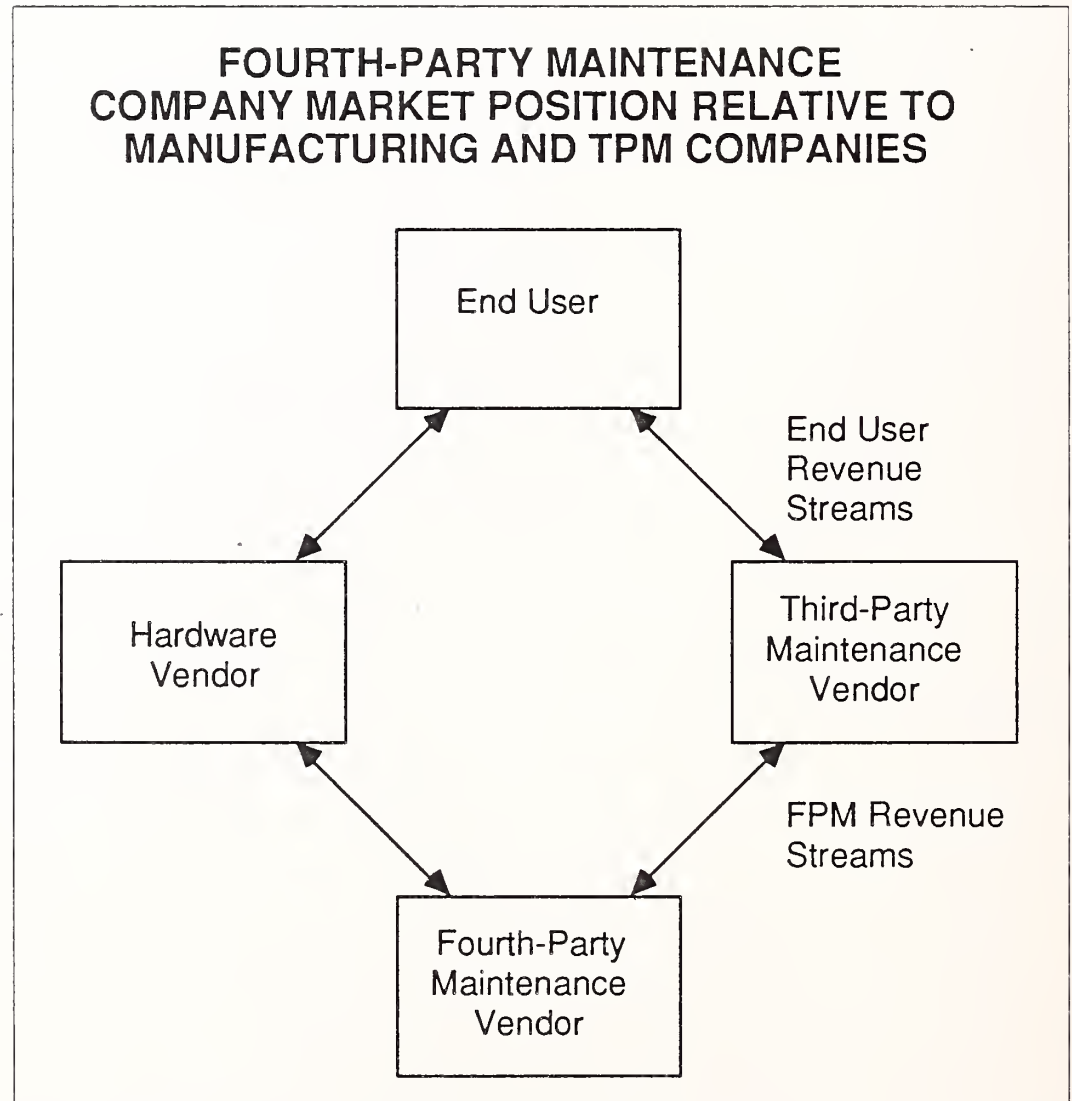 FOURTH-PARTY MAINTENANCE
COMPANY MARKET POSITION RELATIVE TO
MANUFACTURING AND TPM COMPANIES
End User
End User
Revenue
Streams
Hardware
Vendor
Third-Party
Maintenance
Vendor
FPM Revenue
Streams
Fourth-Party
Maintenance
Vendor